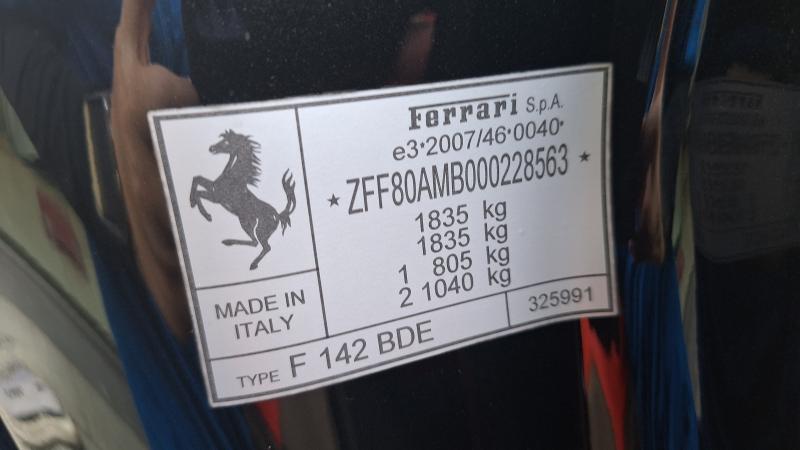 Ferrari S.p.A.
e3*2007/46*0040*
★ ZFF80AMB000228563 ★
1835 kg
1835 kg
1 805 kg
2 1040 kg
MADE IN
ITALY
TYPE F 142 BDE
325991